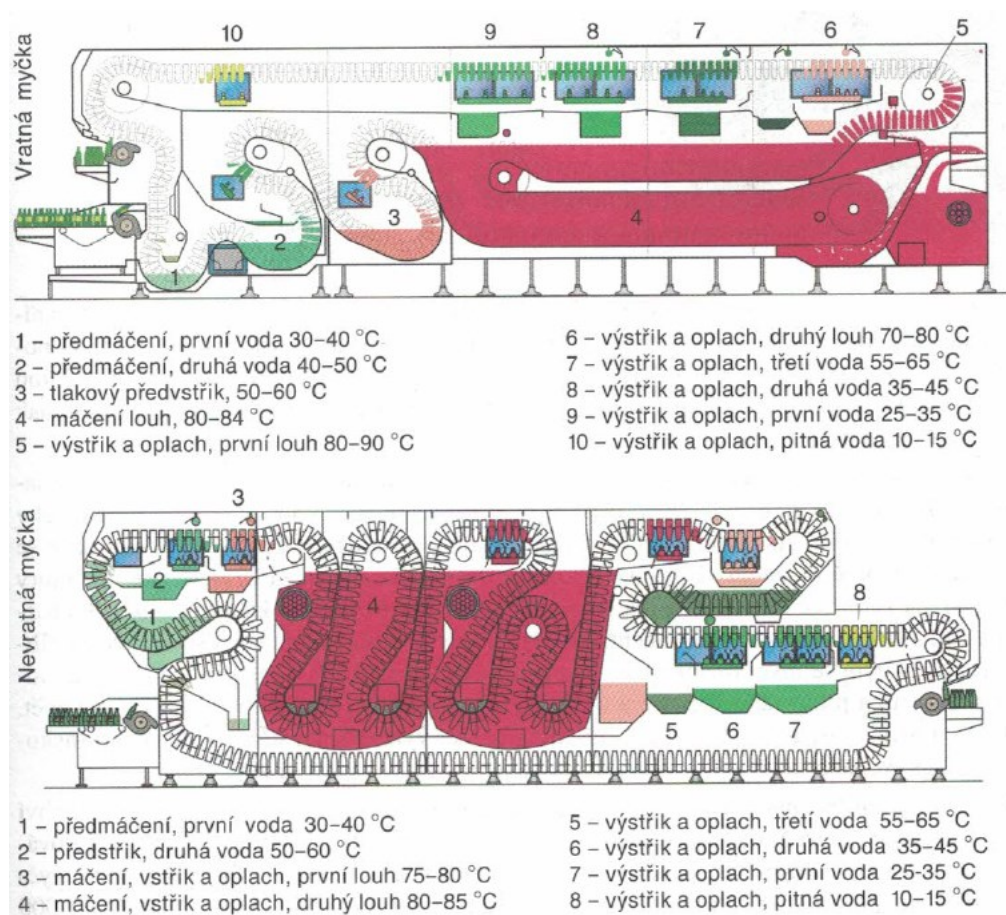 Vratná myčka
10
9
8
7
6
5
1
2
3
4
1 – předmáčení, první voda 30–40 °C
2 – předmáčení, druhá voda 40–50 °C
3 – tlakový předvstřik, 50–60 °C
4 – máčení louh, 80–84 °C
5 – výstřik a oplach, první louh 80–90 °C
6 – výstřik a oplach, druhý louh 70–80 °C
7 – výstřik a oplach, třetí voda 55–65 °C
8 – výstřik a oplach, druhá voda 35–45 °C
9 – výstřik a oplach, první voda 25–35 °C
10 – výstřik a oplach, pitná voda 10–15 °C
Nevratná myčka
3
2
1
4
8
5
6
7
1 – předmáčení, první voda 30–40 °C
2 – předstřik, druhá voda 50–60 °C
3 – máčení, vstřik a oplach, první louh 75–80 °C
4 – máčení, vstřik a oplach, druhý louh 80–85 °C
5 – výstřik a oplach, třetí voda 55–65 °C
6 – výstřik a oplach, druhá voda 35–45 °C
7 – výstřik a oplach, první voda 25-35 °C
8 – výstřik a oplach, pitná voda 10–15 °C